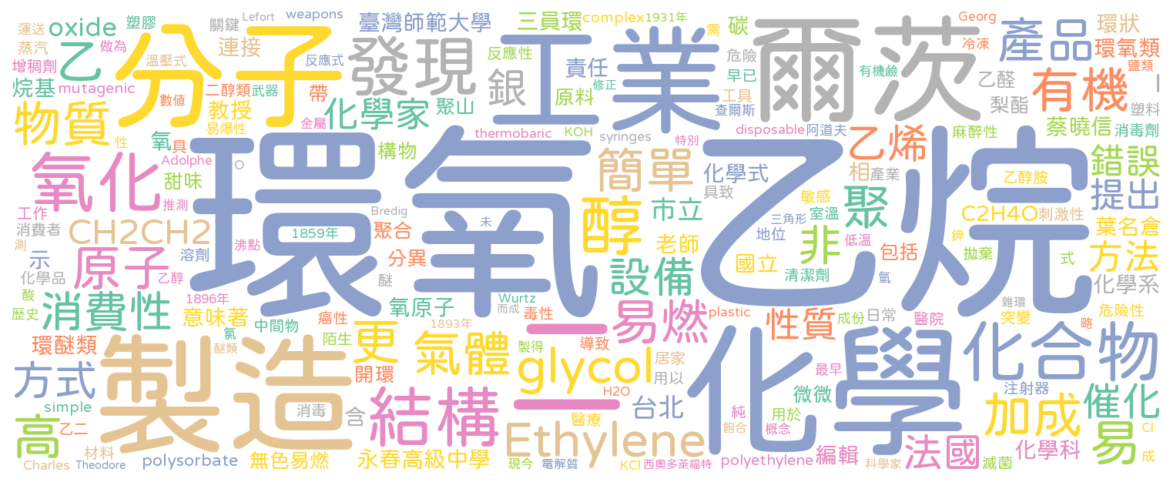 運送 塑膠 oxide 蒸汽 做為 增稠劑 乙 烷基 mutagenic 物質
分子 關鍵 連接 溫壓式 二醇類 武器 數值 教授 易爆性 金屬 帶
Lefort weapons 臺灣師範大學 反應式 發現 化學家 聚山 銀
三員環 complex 1931年 碳 反應性 責任 修正 原料 工業 需
Georg 冷凍 危險 早已 有機鹼 工具 查爾斯 爾茨 乙醛 梨酯
產品 環狀 環氧類 鹽類 l 有機 塑料
性 氧 具 Adolphe O 氧化 甜味 推測
thermobaric KOH syringes 特別 disposable 阿道夫 乙烯 麻醉性 蔡曉信 消毒劑
構物 簡單 化學式 相 產業 具致 敏感 乙醇胺 錯誤
環氧乙烷
工作 消費者 測 CH2CH2 Bredig 1859年 聚合 未 醇 市立 三角形 室溫 聚 C2H4O 刺激性 提出 葉名倉
示 原子 沸點 溶劑 分異 老師 地位 非 低溫 包括 鉀 拋棄 式 方法
化學品 乙醇 醚 氧原子 Wurtz 而成 設備 國立 清潔劑 氫 化學系
酸 歷史 消費性 1896年 意味著 氯 中間物 癌性 毒性 1893年 二 易燃 plastic 性質 成份 日常 醫院 雜環 突變 危險性 略
環醚類 醚類 陌生 更 氣體 製得 導致 居家 用以 最早 化合物
方式 製造 開環 glycol H2O 化學 微微 注射器
simple 高 乙二 消毒 含 結構 一 醫療 台北 純 飽合 用於 概念 加成 催化 Cl
材料 Charles Theodore polysorbate 無色易燃 永春高級中學 Ethylene 現今 電解質 KCl 西奧多萊福特 polyethylene 編輯 科學家 法國 滅菌 化學科 易 成